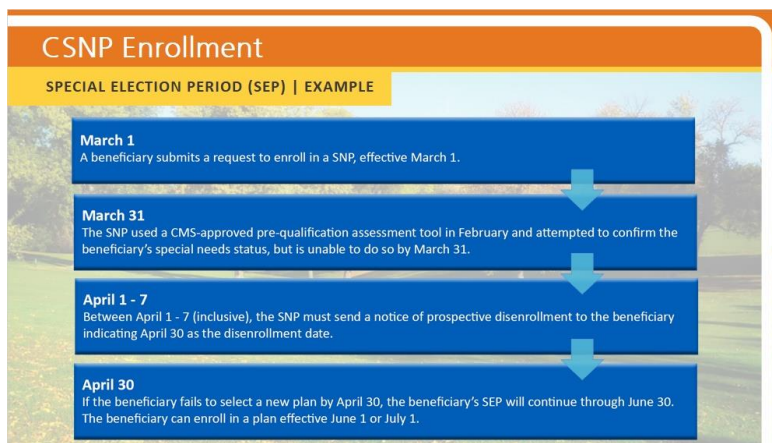 CSNP Enrollment
SPECIAL ELECTION PERIOD (SEP) | EXAMPLE
March 1
A beneficiary submits a request to enroll in a SNP, effective March 1.
March 31
The SNP used a CMS-approved pre-qualification assessment tool in February and attempted to confirm the
beneficiary's special needs status, but is unable to do so by March 31.
April 1 - 7
Between April 1 - 7 (inclusive), the SNP must send a notice of prospective disenrollment to the beneficiary
indicating April 30 as the disenrollment date.
April 30
If the beneficiary fails to select a new plan by April 30, the beneficiary's SEP will continue through June 30.
The beneficiary can enroll in a plan effective June 1 or July 1.